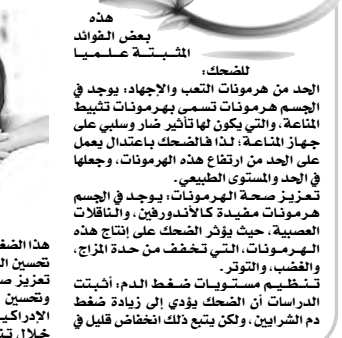 هذه
بعض الفوائد
المثبتة علميا
للضحك:
الحد من هرمونات التعب والإجهاد: يوجد في
الجسم هرمونات تسمى بهرمونات تثبيط
المناعة، والتي يكون لها تأثير ضار وسلبي على
جهاز المناعة؛ لذا فالضحك باعتدال يعمل
على الحد من ارتفاع هذه الهرمونات، وجعلها
في الحد والمستوى الطبيعي.
تعزيز صحة الهرمونات: يوجد في الجسم
هرمونات مفيدة كالأندورفين، والناقلات
العصبية، حيث يؤثر الضحك على إنتاج هذه
الهرمونات، التي تخفف من حدة المزاج،
والغضب، والتوتر.
تنظيم مستويات ضغط الدم: أثبتت
الدراسات أن الضحك يؤدي إلى زيادة ضغط
دم الشرايين، ولكن يتبع ذلك انخفاض قليل في
هذا الضغ
تحسين ال
تعزيز ص
وتحسين
الإدراكيـ
خلال تنـ